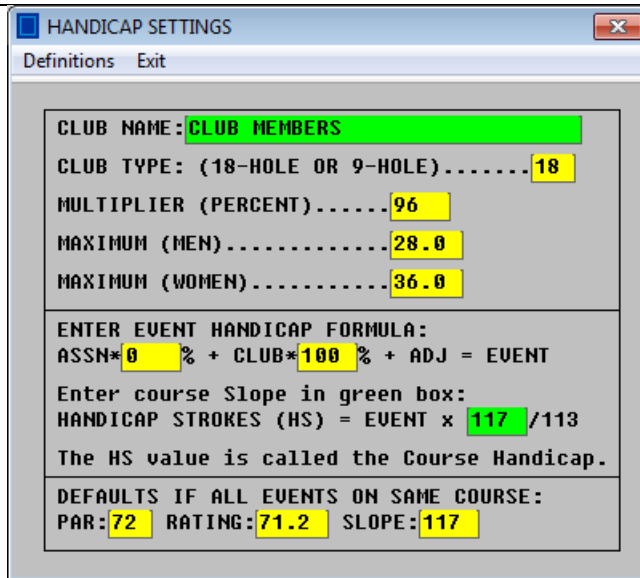 HANDICAP SETTINGS
Definitions Exit
CLUB NAME:CLUB MEMBERS
CLUB TYPE: (18-HOLE OR 9-HOLE).......18
MULTIPLIER (PERCENT)......96
MAXIMUM (MEN).............28.0
MAXIMUM (WOMEN)...........36.0
ENTER EVENT HANDICAP FORMULA:
ASSN*0 % + CLUB*100 % + ADJ = EVENT
Enter course Slope in green box:
HANDICAP STROKES (HS) = EVENT x 117 /113
The HS value is called the Course Handicap.
DEFAULTS IF ALL EVENTS ON SAME COURSE:
PAR:72 RATING:71.2 SLOPE:117